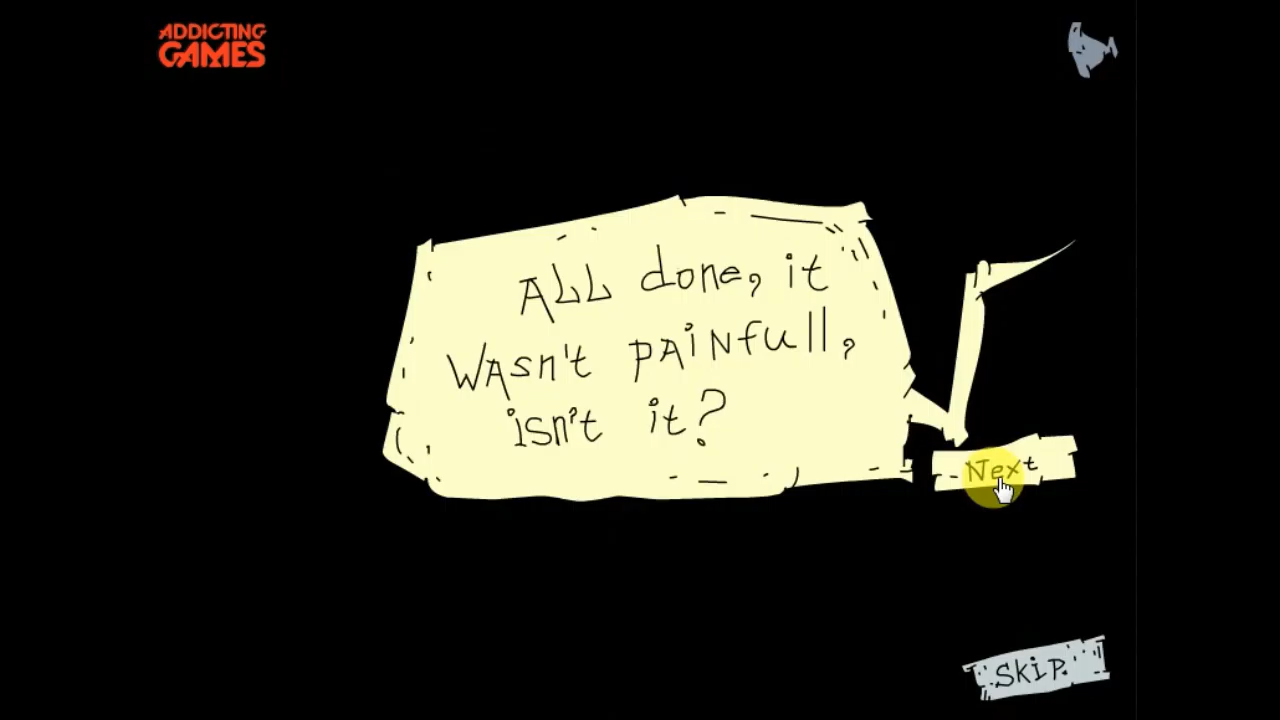 ADDICTING
GAMES
ALL done, it
WAsn't pAiNfull,
isn't it?
Next
SkiP